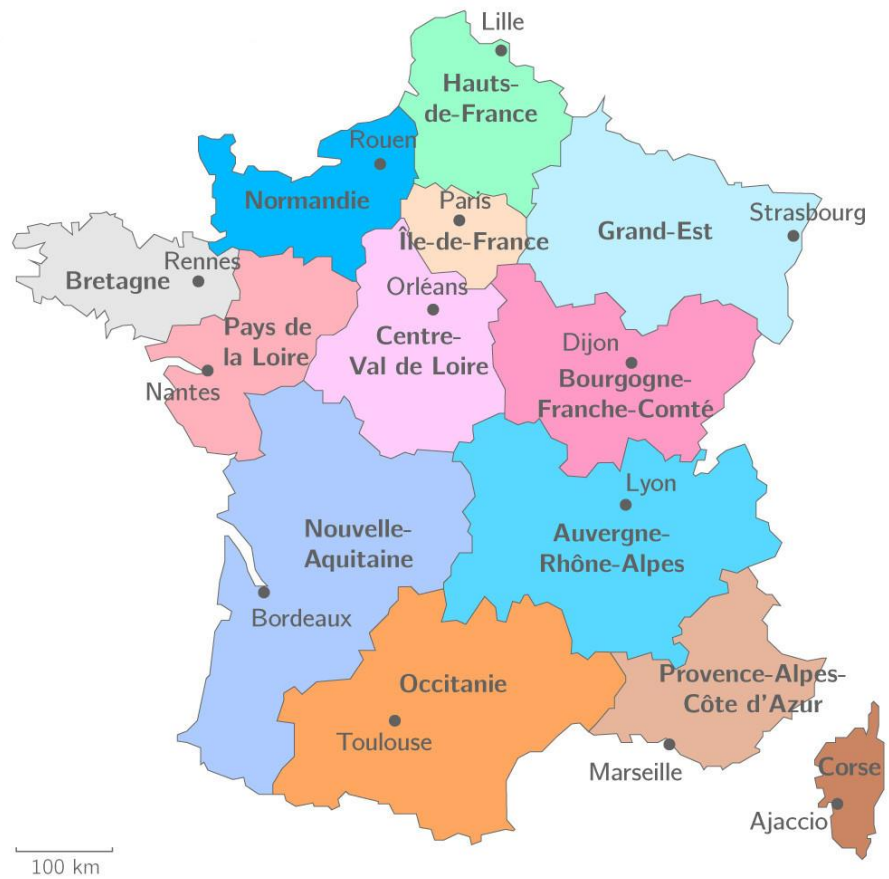 Lille
Hauts-
de-France
Rouen
Normandie
Paris
Île-de-France
Grand-Est
Strasbourg
Bretagne
Rennes
Orléans
Centre-
Val de Loire
Pays de
la Loire
Nantes
Dijon
Bourgogne-
Franche-Comté
Lyon
Auvergne-
Rhône-Alpes
Nouvelle-
Aquitaine
Bordeaux
Occitanie
Toulouse
Provence-Alpes-
Côte d'Azur
Marseille
Corse
Ajaccio
100 km